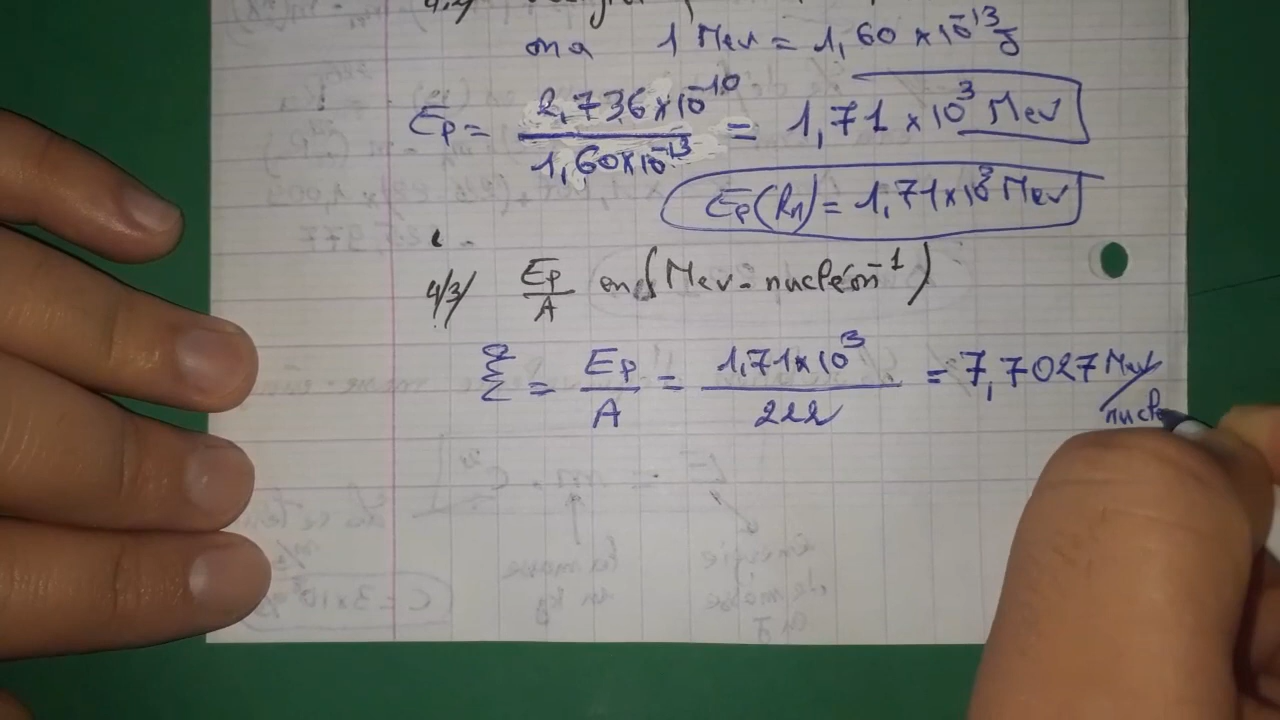 on a 1 Mev = 1,60 × 10⁻¹³ J
Eₚ = 2,736×10⁻¹⁰ / 1,60×10⁻¹³ = 1,71 × 10³ Mev
Eₚ(Rn) = 1,71×10³ Mev
4/3/ Eₚ/A en (Mev-nucléon⁻¹)
ξ = Eₚ/A = 1,71×10³ / 222 = 7,7027 Mev/nuclé